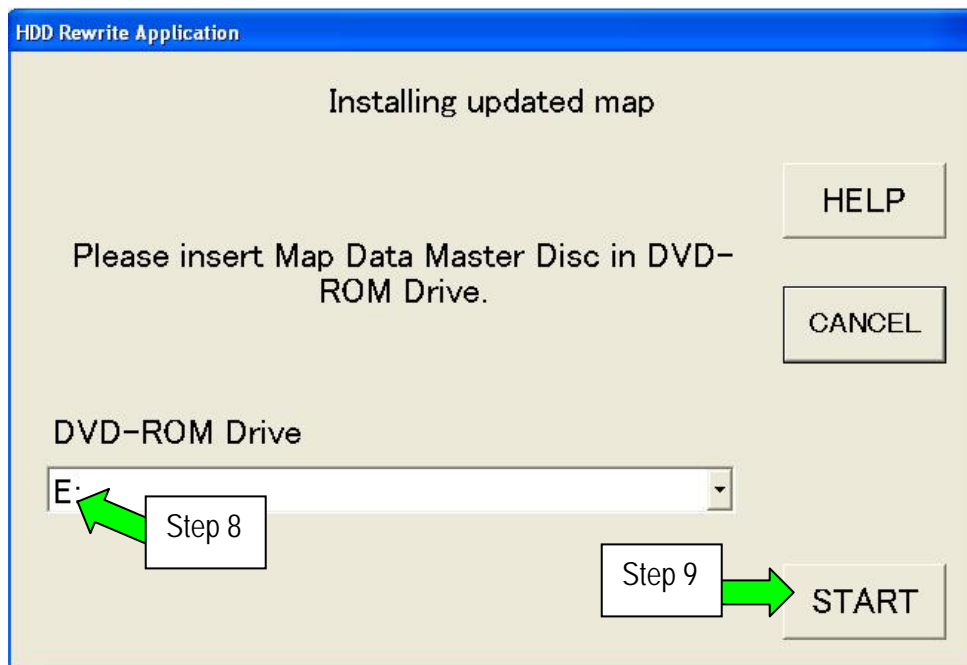 HDD Rewrite Application
Installing updated map
HELP
Please insert Map Data Master Disc in DVD-
ROM Drive.
CANCEL
DVD-ROM Drive
E:
Step 8
Step 9
START